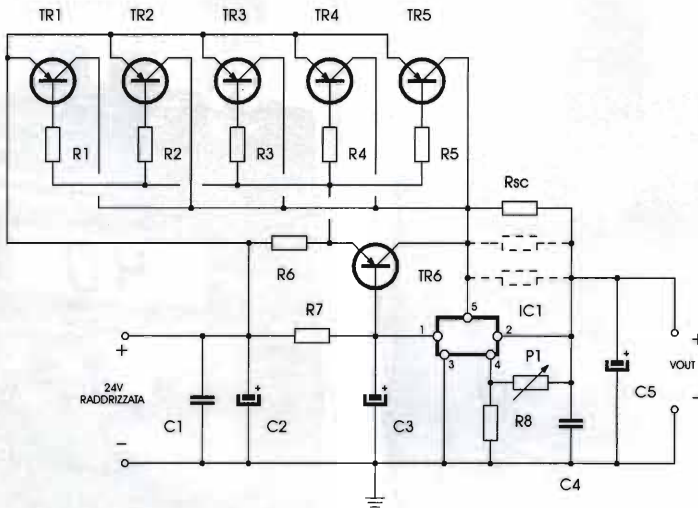 TR1 TR2 TR3 TR4 TR5
R1 R2 R3 R4 R5
Rsc
R6 TR6
R7 IC1
5
1 2
3 4
P1
+ + + + +
24V
RADDRIZZATA
VOUT
C1 C2 C3 R8 C5
− −
C4